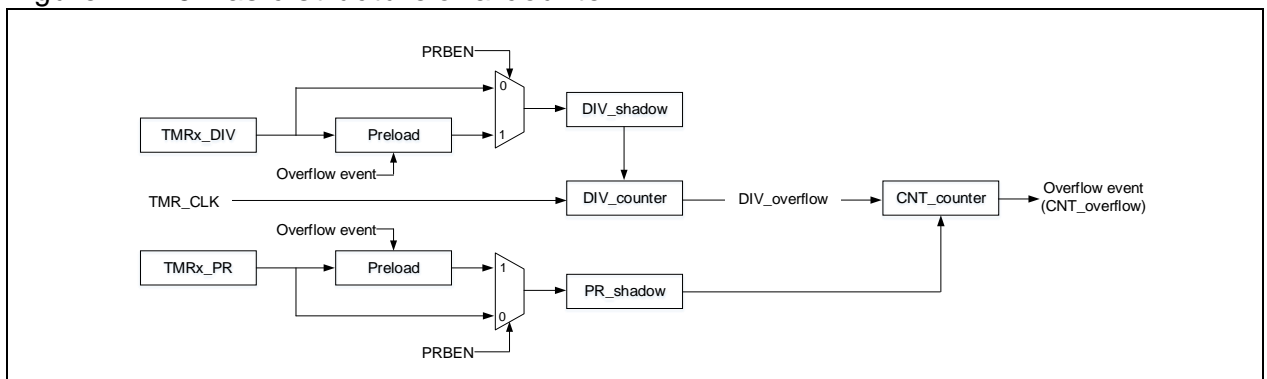 PRBEN
0
DIV_shadow
TMRx_DIV
Preload
1
Overflow event
TMR_CLK
DIV_counter
DIV_overflow
CNT_counter
Overflow event
(CNT_overflow)
Overflow event
TMRx_PR
Preload
1
PR_shadow
0
PRBEN